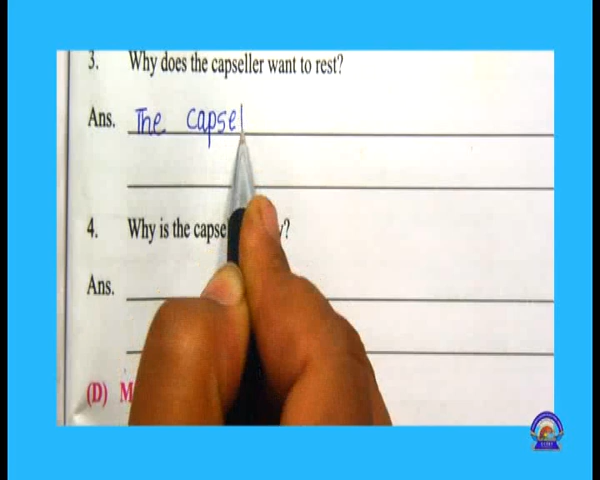 3. Why does the capseller want to rest?
Ans. The capsel
4. Why is the capse
Ans.
(D) M